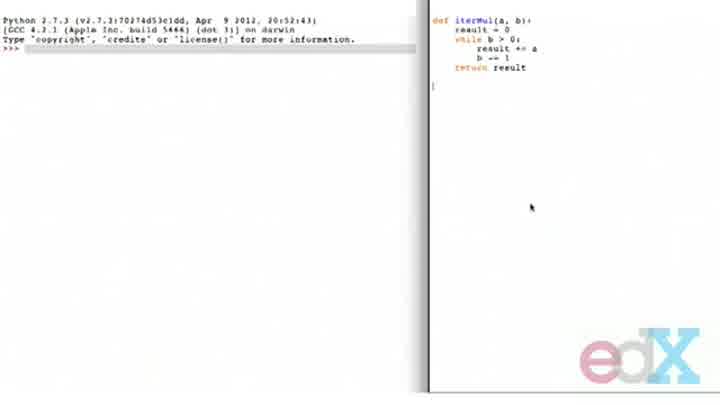 Python 2.7.3 (v2.7.3:70274d53c1dd, Apr  9 2012, 20:52:43)
[GCC 4.2.1 (Apple Inc. build 5666) (dot 3)] on darwin
Type "copyright", "credits" or "license()" for more information.
>>>
def iterMul(a, b):
    result = 0
    while b > 0:
        result += a
        b -= 1
    return result
edX